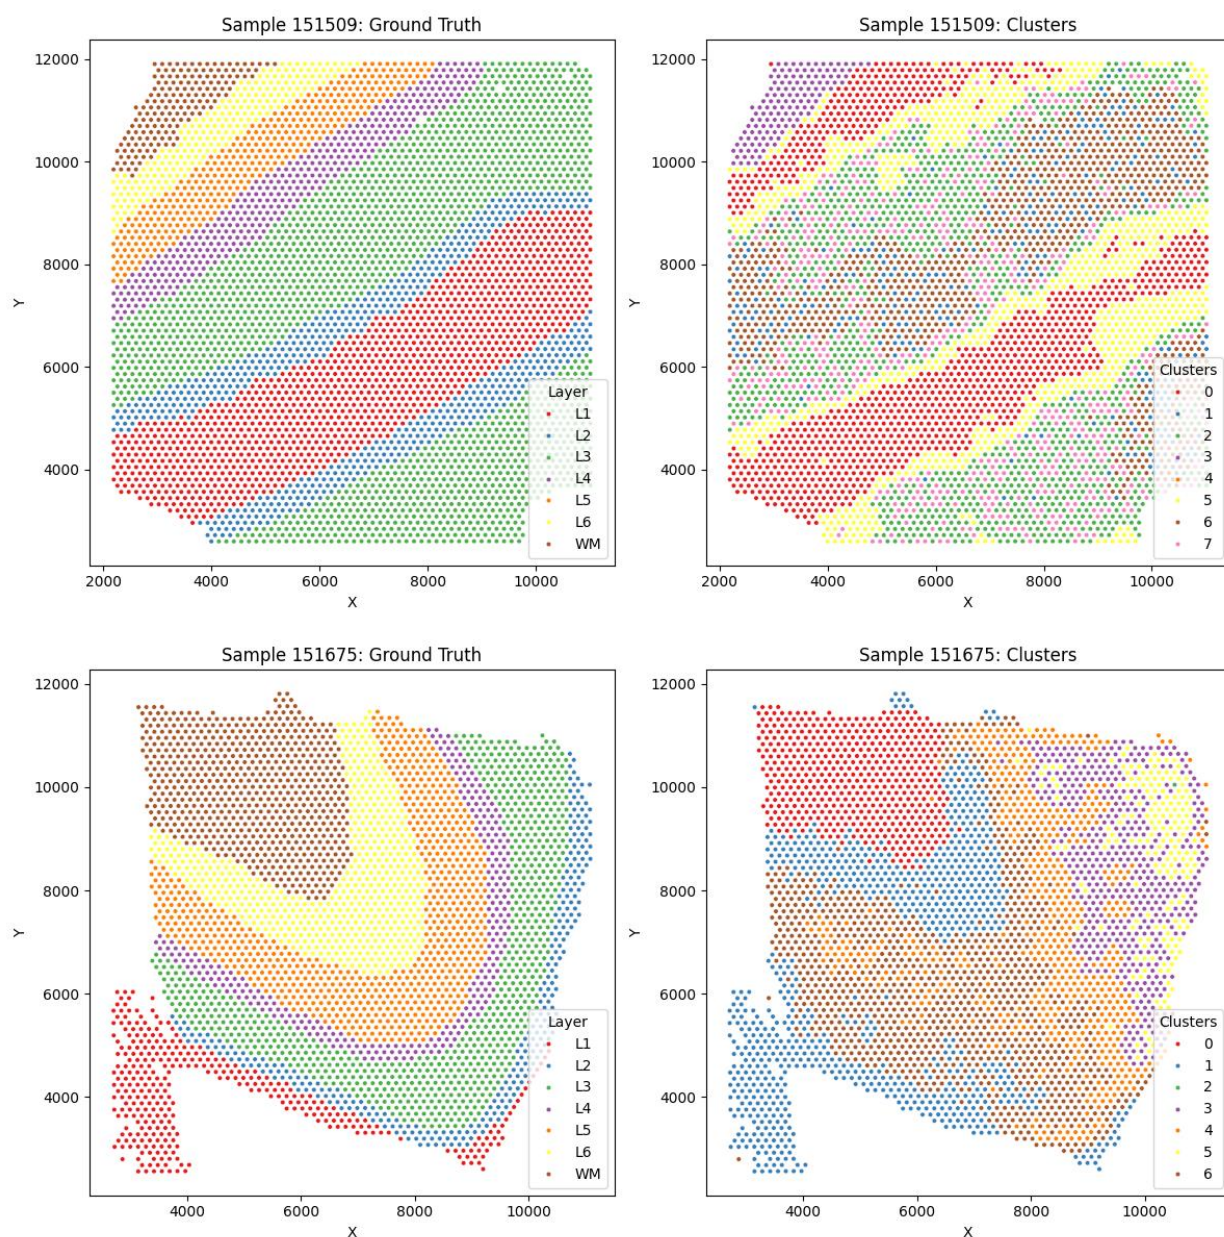 Sample 151509: Ground Truth
12000
10000
8000
6000
4000
Y
2000
4000
6000
8000
10000
X
Layer
L1
L2
L3
L4
L5
L6
WM
Sample 151509: Clusters
12000
10000
8000
6000
4000
Y
2000
4000
6000
8000
10000
X
Clusters
0
1
2
3
4
5
6
7
Sample 151675: Ground Truth
12000
10000
8000
6000
4000
Y
4000
6000
8000
10000
X
Layer
L1
L2
L3
L4
L5
L6
WM
Sample 151675: Clusters
12000
10000
8000
6000
4000
Y
4000
6000
8000
10000
X
Clusters
0
1
2
3
4
5
6